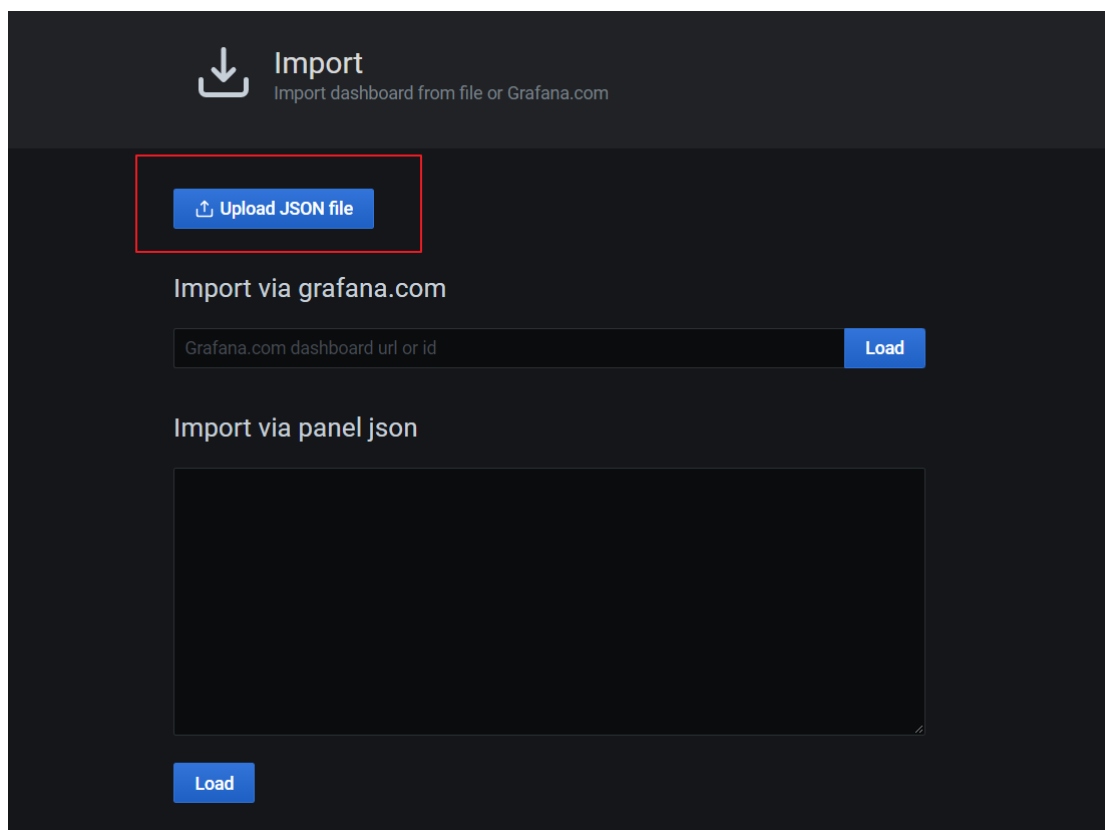 Import
Import dashboard from file or Grafana.com
Upload JSON file
Import via grafana.com
Grafana.com dashboard url or id
Load
Import via panel json
Load